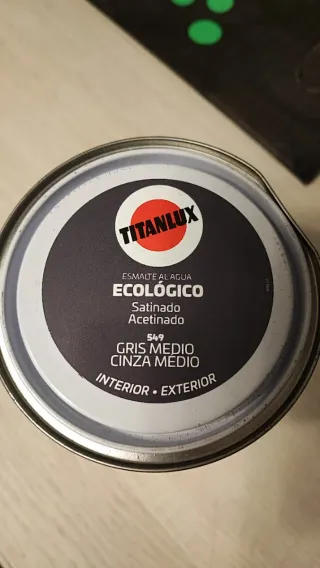 TITANLUX
ESMALTE AL AGUA
ECOLÓGICO
Satinado
Acetinado
549
GRIS MEDIO
CINZA MÉDIO
INTERIOR • EXTERIOR